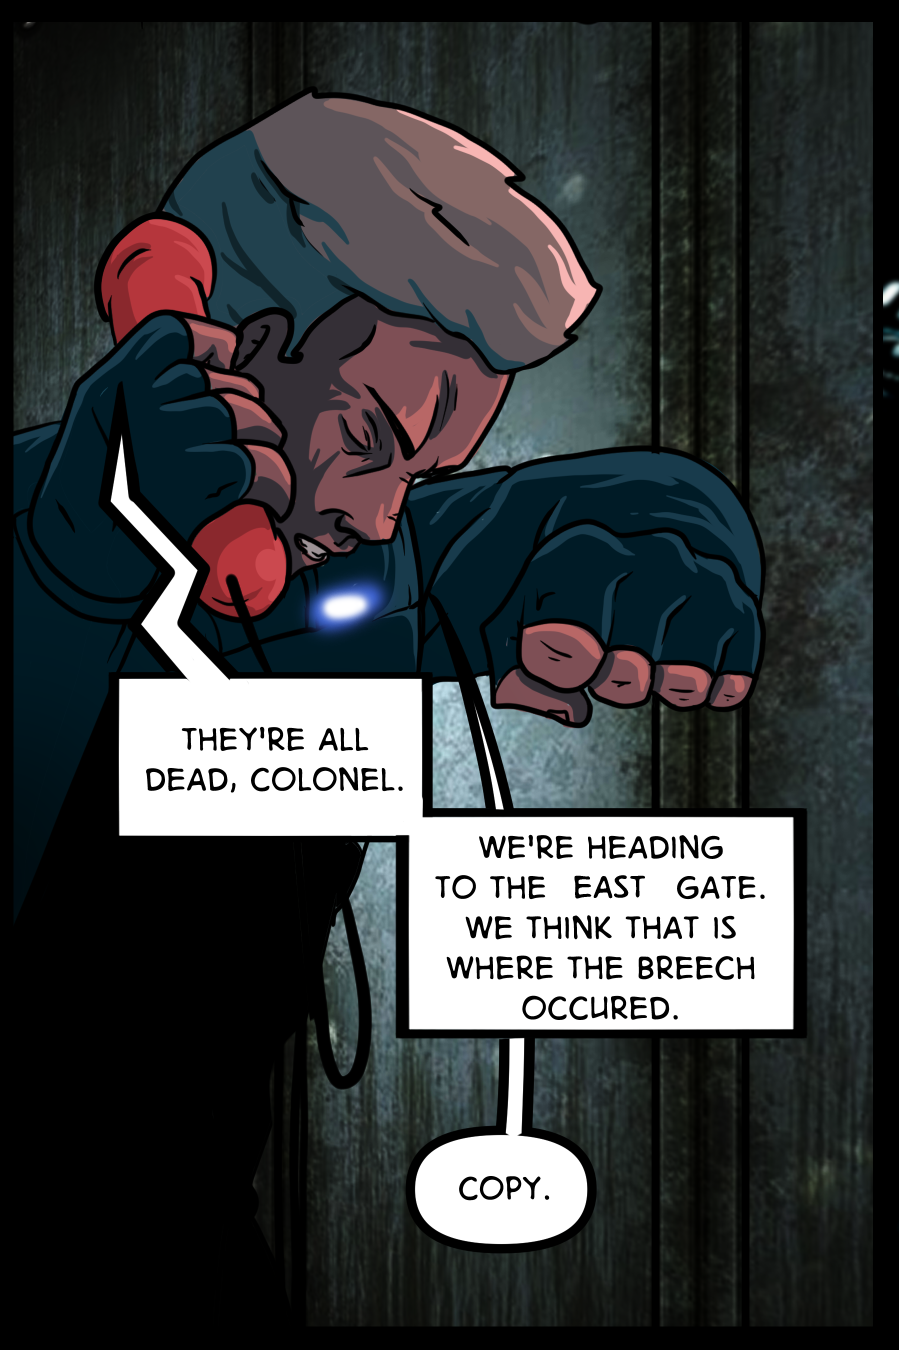 THEY'RE ALL
DEAD, COLONEL.
WE'RE HEADING
TO THE EAST GATE.
WE THINK THAT IS
WHERE THE BREECH
OCCURED.
COPY.